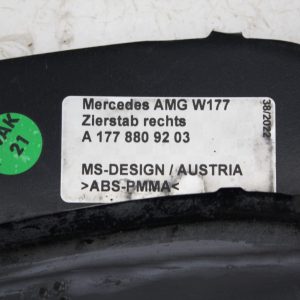 Mercedes AMG W177
Zierstab rechts
A 177 880 92 03
MS-DESIGN / AUSTRIA
>ABS-PMMA<
38/2022
AK
21